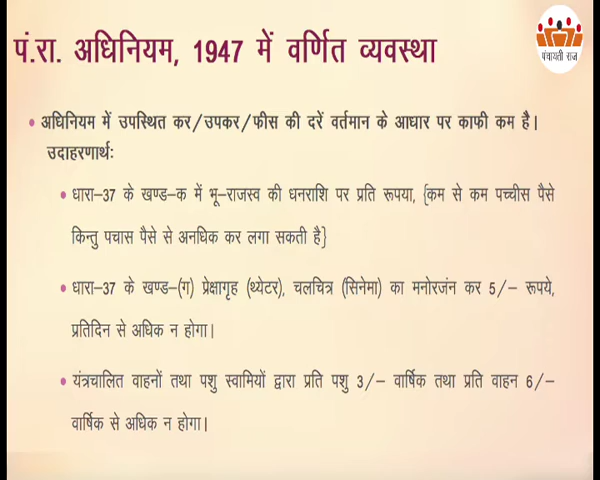 पं.रा. अधिनियम, 1947 में वर्णित व्यवस्था
पंचायती राज
• अधिनियम में उपस्थित कर/उपकर/फीस की दरें वर्तमान के आधार पर काफी कम है।
उदाहरणार्थः
• धारा–37 के खण्ड–क में भू–राजस्व की धनराशि पर प्रति रूपया, {कम से कम पच्चीस पैसे
किन्तु पचास पैसे से अनधिक कर लगा सकती है}
• धारा–37 के खण्ड–(ग) प्रेक्षागृह (थ्येटर), चलचित्र (सिनेमा) का मनोरजंन कर 5/– रूपये,
प्रतिदिन से अधिक न होगा।
• यंत्रचालित वाहनों तथा पशु स्वामियों द्वारा प्रति पशु 3/– वार्षिक तथा प्रति वाहन 6/–
वार्षिक से अधिक न होगा।